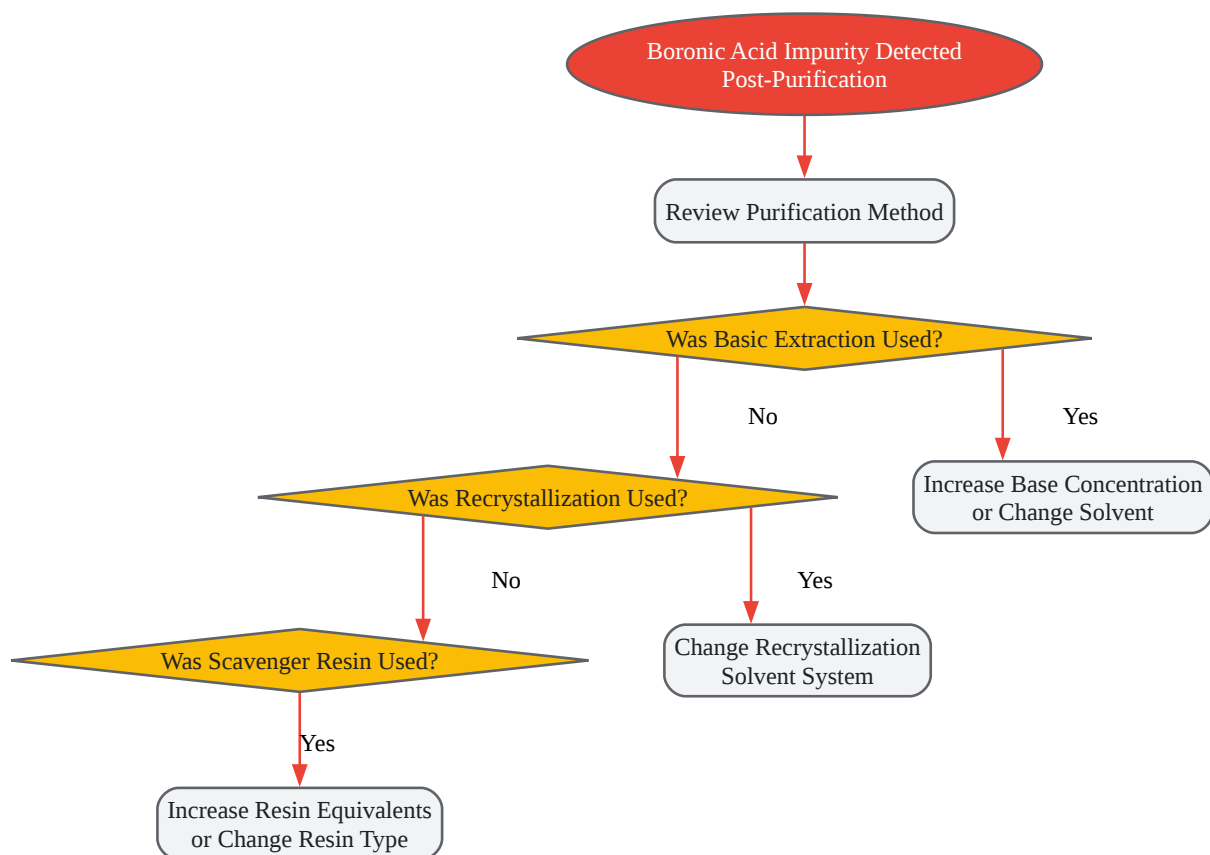 Boronic Acid Impurity Detected
Post-Purification
Review Purification Method
Was Basic Extraction Used?
No
Yes
Was Recrystallization Used?
Increase Base Concentration
or Change Solvent
No
Yes
Was Scavenger Resin Used?
Change Recrystallization
Solvent System
Yes
Increase Resin Equivalents
or Change Resin Type